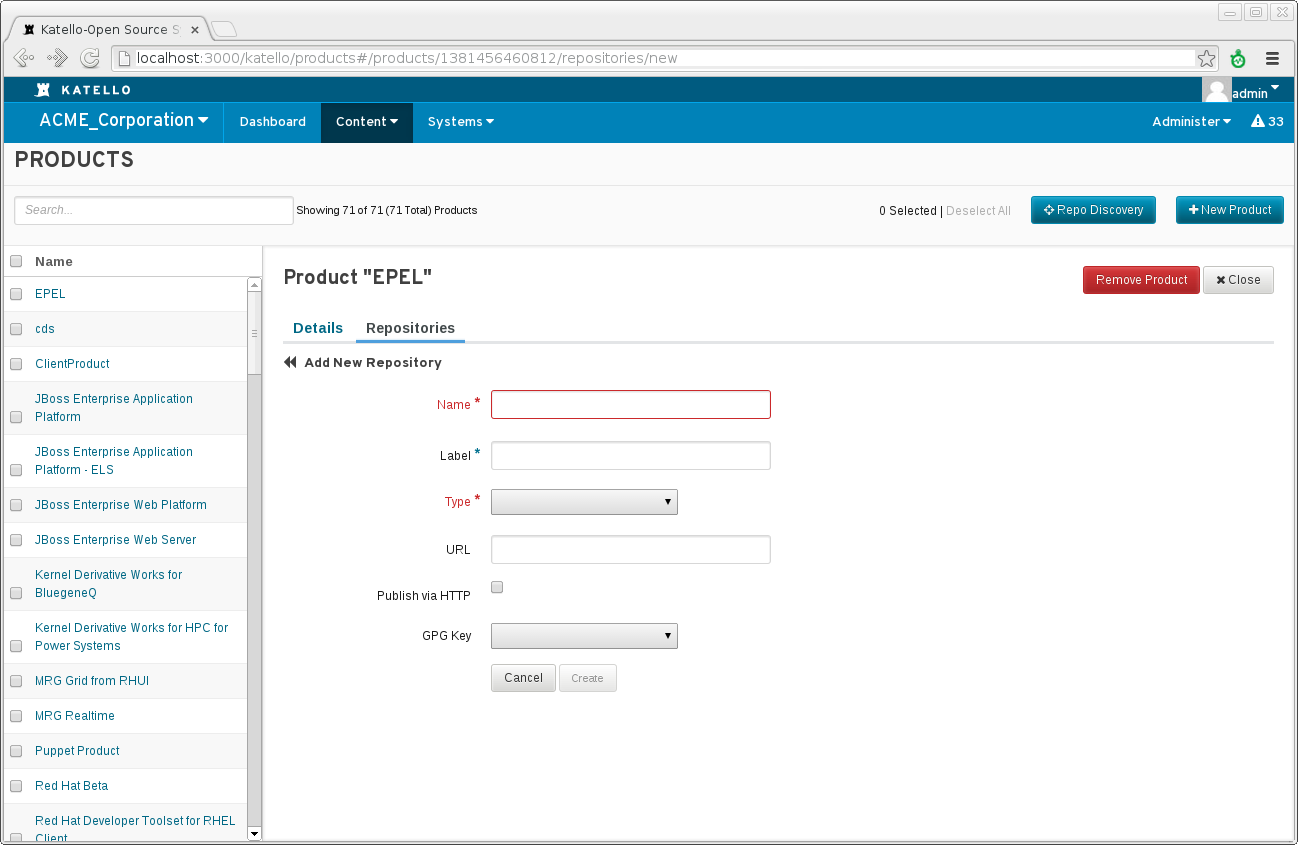 Katello-Open Source S
localhost:3000/katello/products#/products/1381456460812/repositories/new
KATELLO
admin
ACME_Corporation
Dashboard
Content
Systems
Administer
33
PRODUCTS
Search...
Showing 71 of 71 (71 Total) Products
0 Selected | Deselect All
Repo Discovery
New Product
Name
EPEL
cds
ClientProduct
JBoss Enterprise Application
Platform
JBoss Enterprise Application
Platform - ELS
JBoss Enterprise Web Platform
JBoss Enterprise Web Server
Kernel Derivative Works for
BluegeneQ
Kernel Derivative Works for HPC for
Power Systems
MRG Grid from RHUI
MRG Realtime
Puppet Product
Red Hat Beta
Red Hat Developer Toolset for RHEL
Client
Product "EPEL"
Remove Product
Close
Details
Repositories
Add New Repository
Name *
Label *
Type *
URL
Publish via HTTP
GPG Key
Cancel
Create